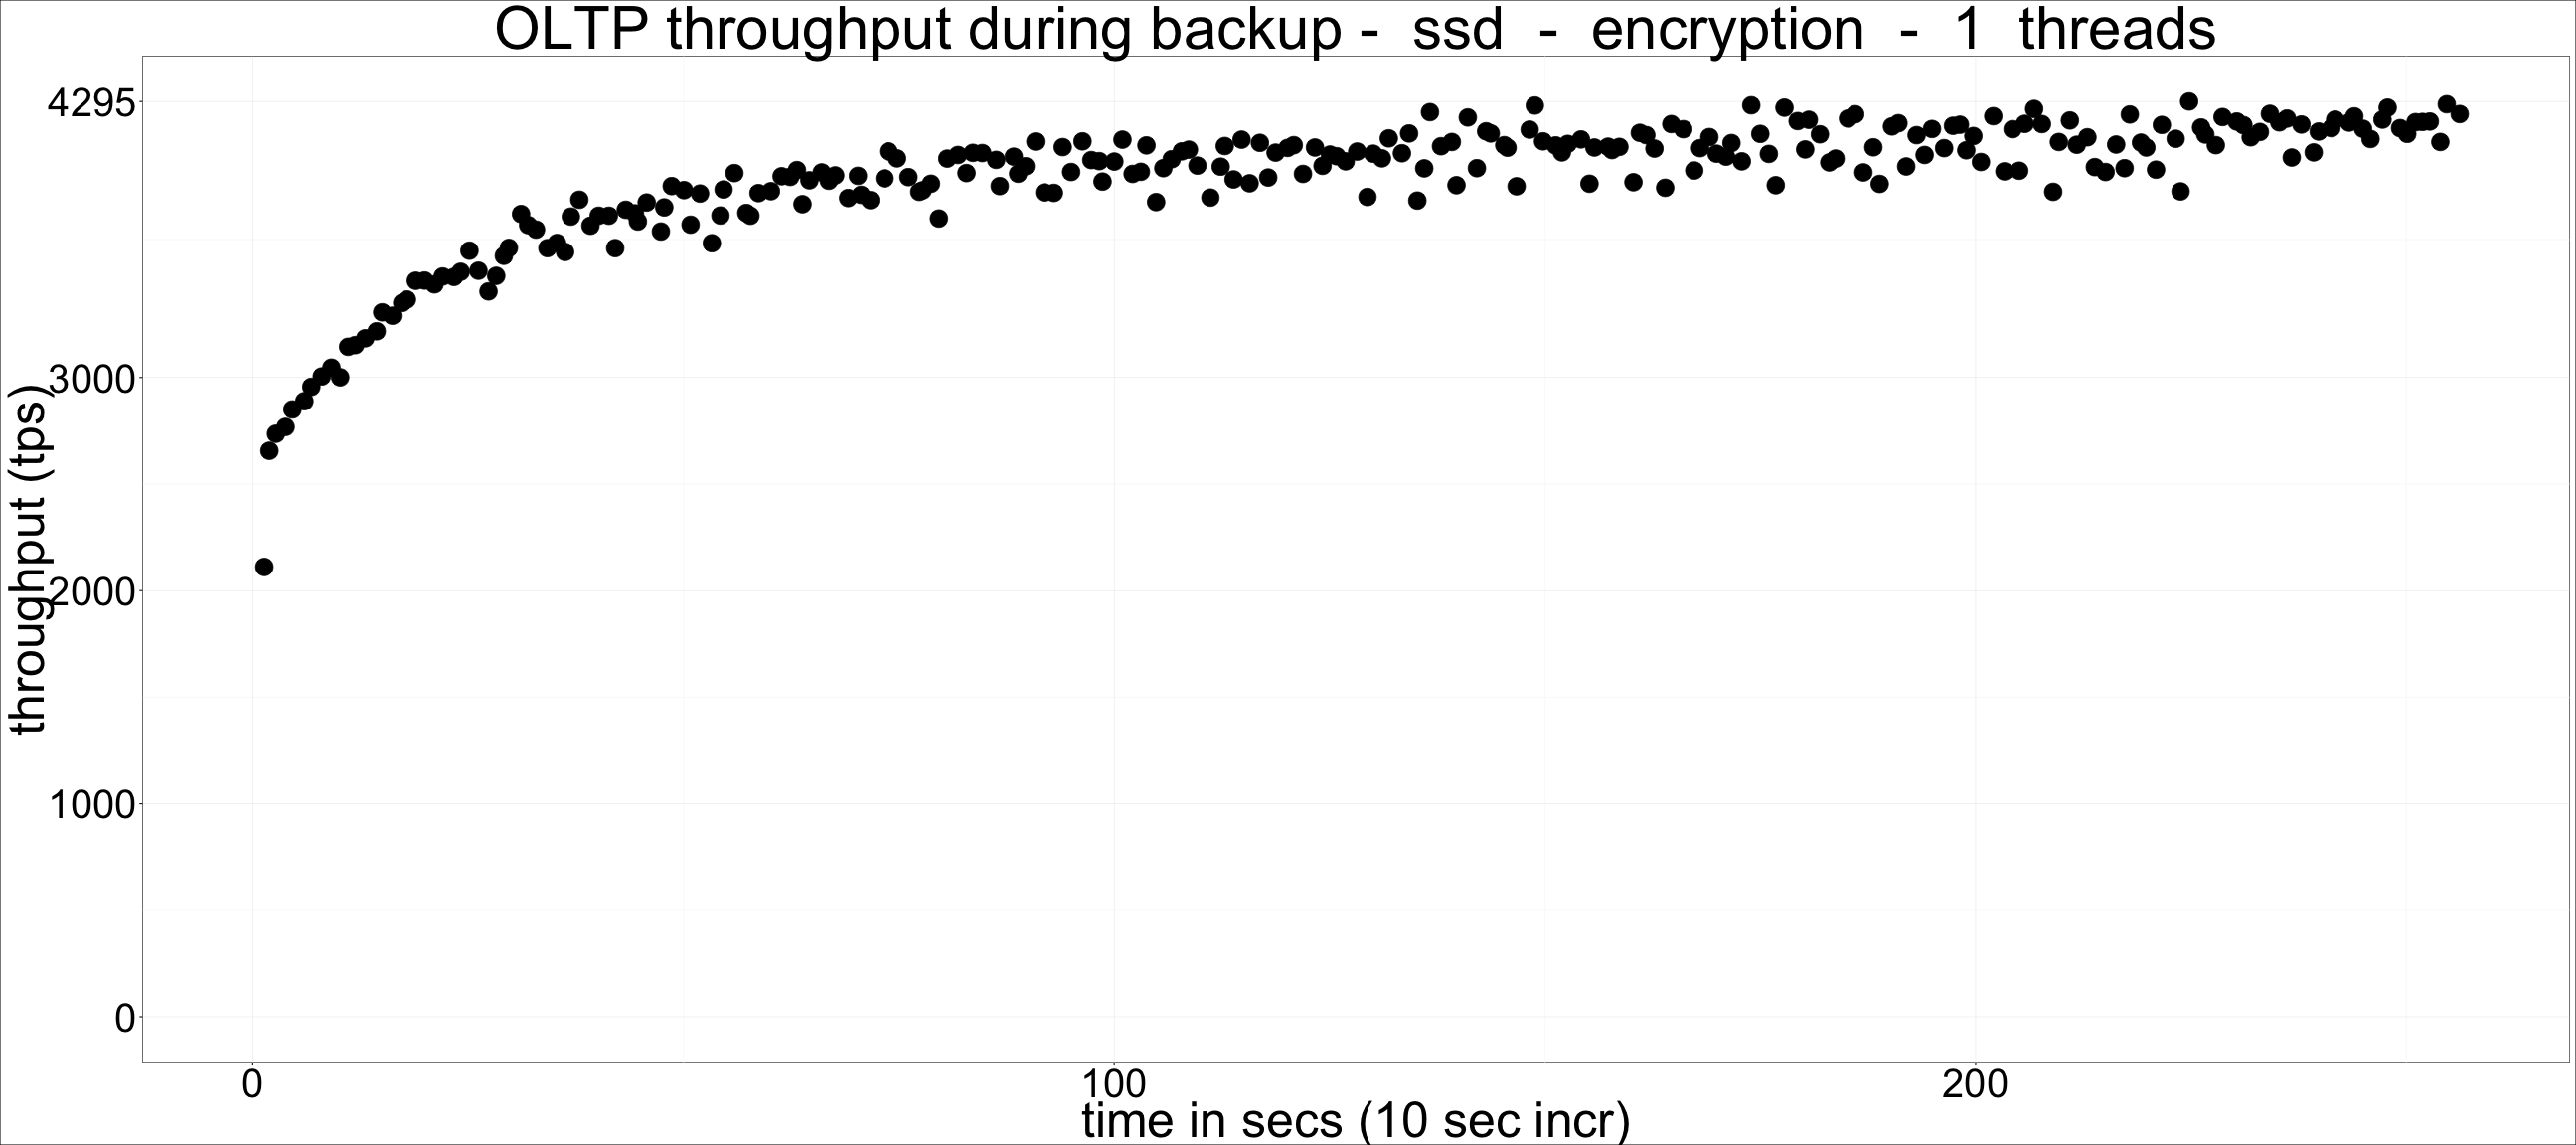 OLTP throughput during backup - ssd - encryption - 1 threads
throughput (tps)
4295
3000
2000
1000
0
0 100 200
time in secs (10 sec incr)